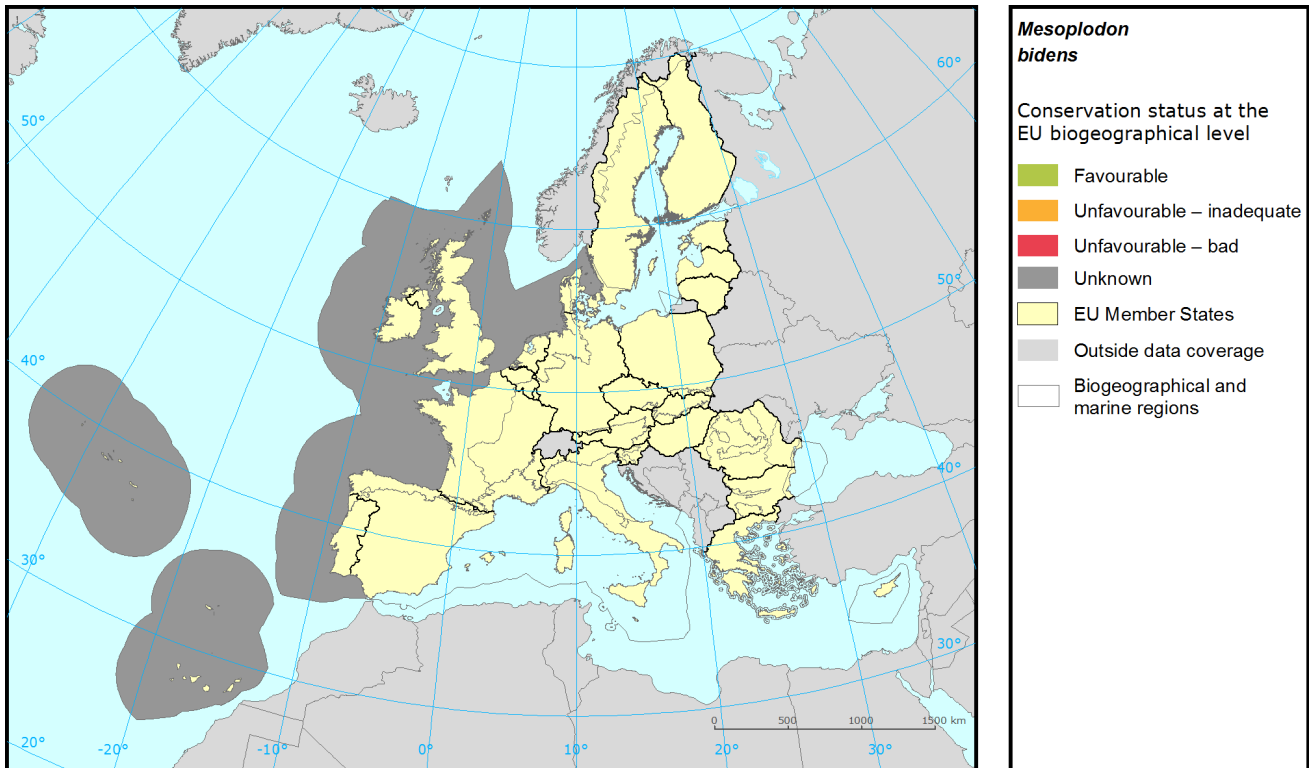 Mesoplodon
bidens
Conservation status at the
EU biogeographical level
Favourable
Unfavourable – inadequate
Unfavourable – bad
Unknown
EU Member States
Outside data coverage
Biogeographical and
marine regions
60°
50°
50°
40°
40°
30°
30°
20°
-20°
-10°
0°
10°
20°
30°
0 500 1000 1500 km